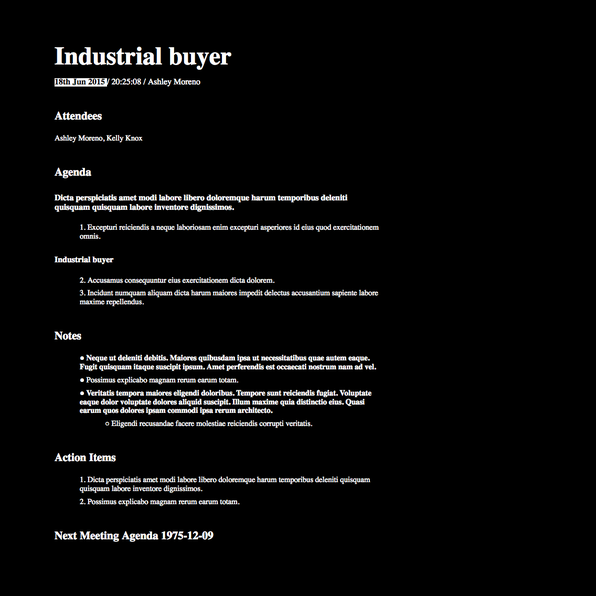 Industrial buyer
18th Jun 2015 / 20:25:08 / Ashley Moreno
Attendees
Ashley Moreno, Kelly Knox
Agenda
Dicta perspiciatis amet modi labore libero doloremque harum temporibus deleniti
quisquam quisquam labore inventore dignissimos.
1. Excepturi reiciendis a neque laboriosam enim excepturi asperiores id eius quod exercitationem
omnis.
Industrial buyer
2. Accusamus consequuntur eius exercitationem dicta dolorem.
3. Incidunt numquam aliquam dicta harum maiores impedit delectus accusantium sapiente labore
maxime repellendus.
Notes
● Neque ut deleniti debitis. Maiores quibusdam ipsa ut necessitatibus quae autem eaque.
Fugit quisquam itaque suscipit ipsum. Amet perferendis est occaecati nostrum nam ad vel.
● Possimus explicabo magnam rerum earum totam.
● Veritatis tempora maiores eligendi doloribus. Tempore sunt reiciendis fugiat. Voluptate
eaque dolor voluptate dolores aliquid suscipit. Illum maxime quia distinctio eius. Quasi
earum quos dolores ipsam commodi ipsa rerum architecto.
○ Eligendi recusandae facere molestiae reiciendis corrupti veritatis.
Action Items
1. Dicta perspiciatis amet modi labore libero doloremque harum temporibus deleniti quisquam
quisquam labore inventore dignissimos.
2. Possimus explicabo magnam rerum earum totam.
Next Meeting Agenda 1975-12-09